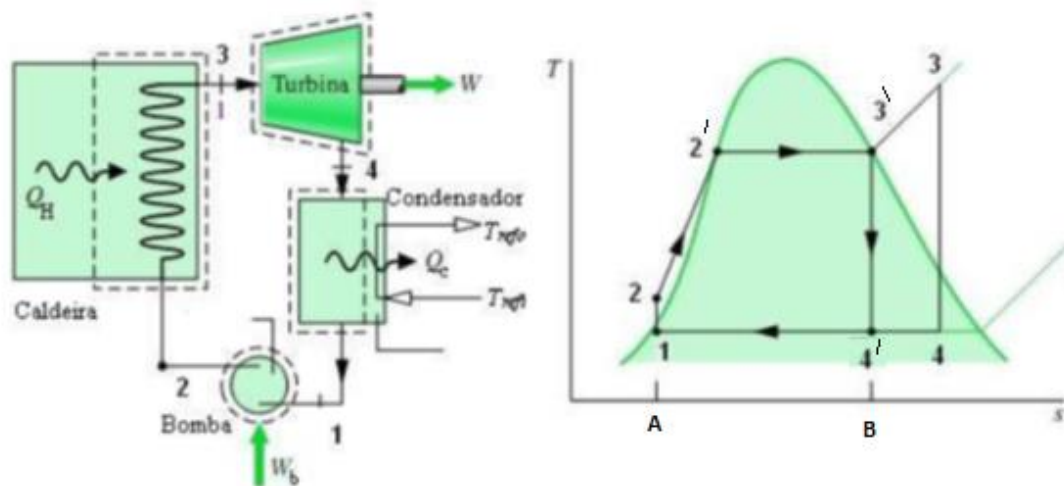 3
Turbina
W
4
Condensador
Q_H
T_refo
Q_c
T_refi
Caldeira
2
1
Bomba
W_b
T
3
3'
2'
2
1
4'
4
s
A
B